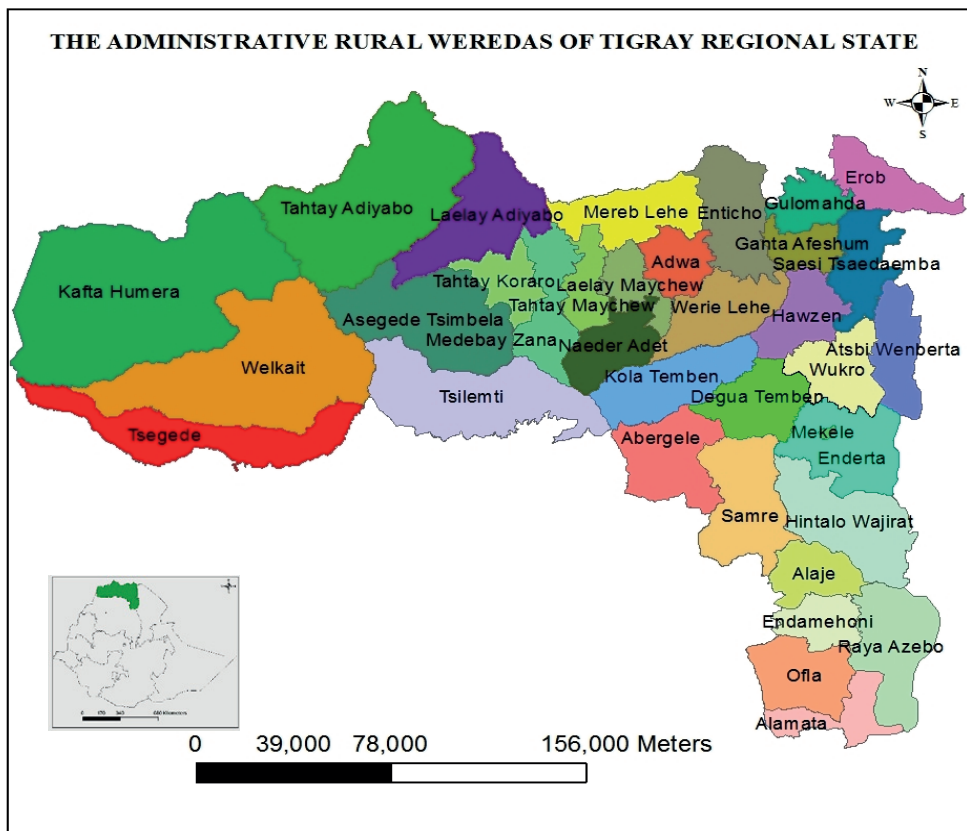 THE ADMINISTRATIVE RURAL WEREDAS OF TIGRAY REGIONAL STATE
N
W E
S
Erob
Tahtay Adiyabo
Laelay Adiyabo
Mereb Lehe
Enticho
Gulomahda
Ganta Afeshum
Saesi Tsaedaemba
Adwa
Kafta Humera
Tahtay Koraro
Laelay Maychew
Tahtay Maychew
Werie Lehe
Hawzen
Asegede Tsimbela
Medebay Zana
Naeder Adet
Atsbi Wenberta
Wukro
Welkait
Kola Temben
Tsilemti
Degua Temben
Tsegede
Abergele
Mekele
Enderta
Samre
Hintalo Wajirat
Alaje
Endamehoni
Raya Azebo
Ofla
Alamata
0 39,000 78,000 156,000 Meters